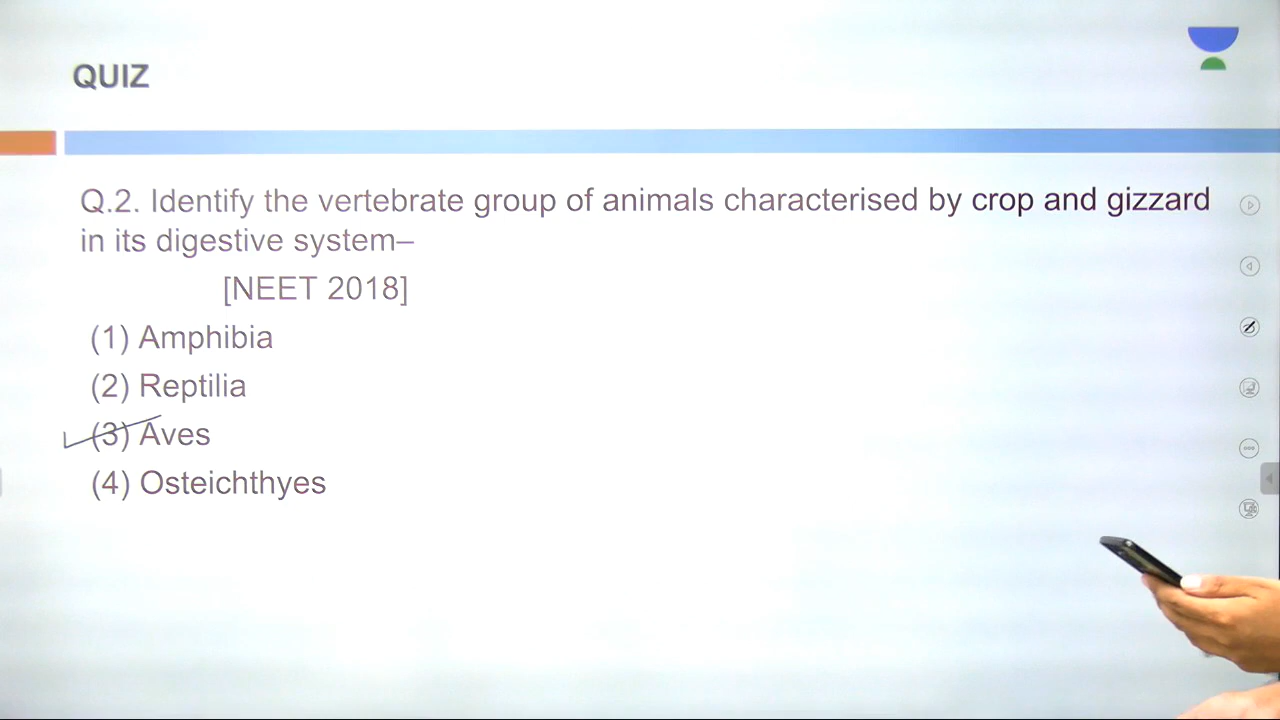 QUIZ
Q.2. Identify the vertebrate group of animals characterised by crop and gizzard
in its digestive system–
[NEET 2018]
(1) Amphibia
(2) Reptilia
(3) Aves
(4) Osteichthyes